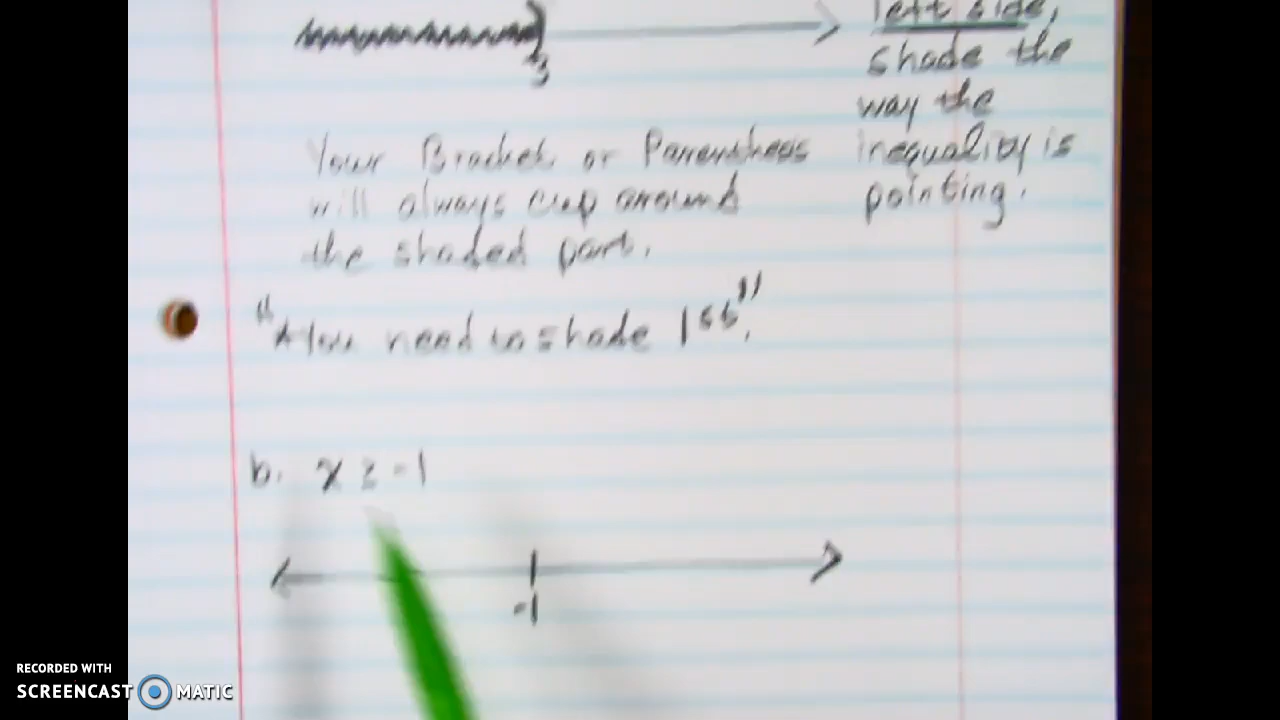 left side,
shade the
way the
inequality is
pointing.
3
Your Bracket or Parenthesis
will always cup around
the shaded part.
"*You need to shade 1st".
b. x ≥ -1
-1
RECORDED WITH
SCREENCAST MATIC